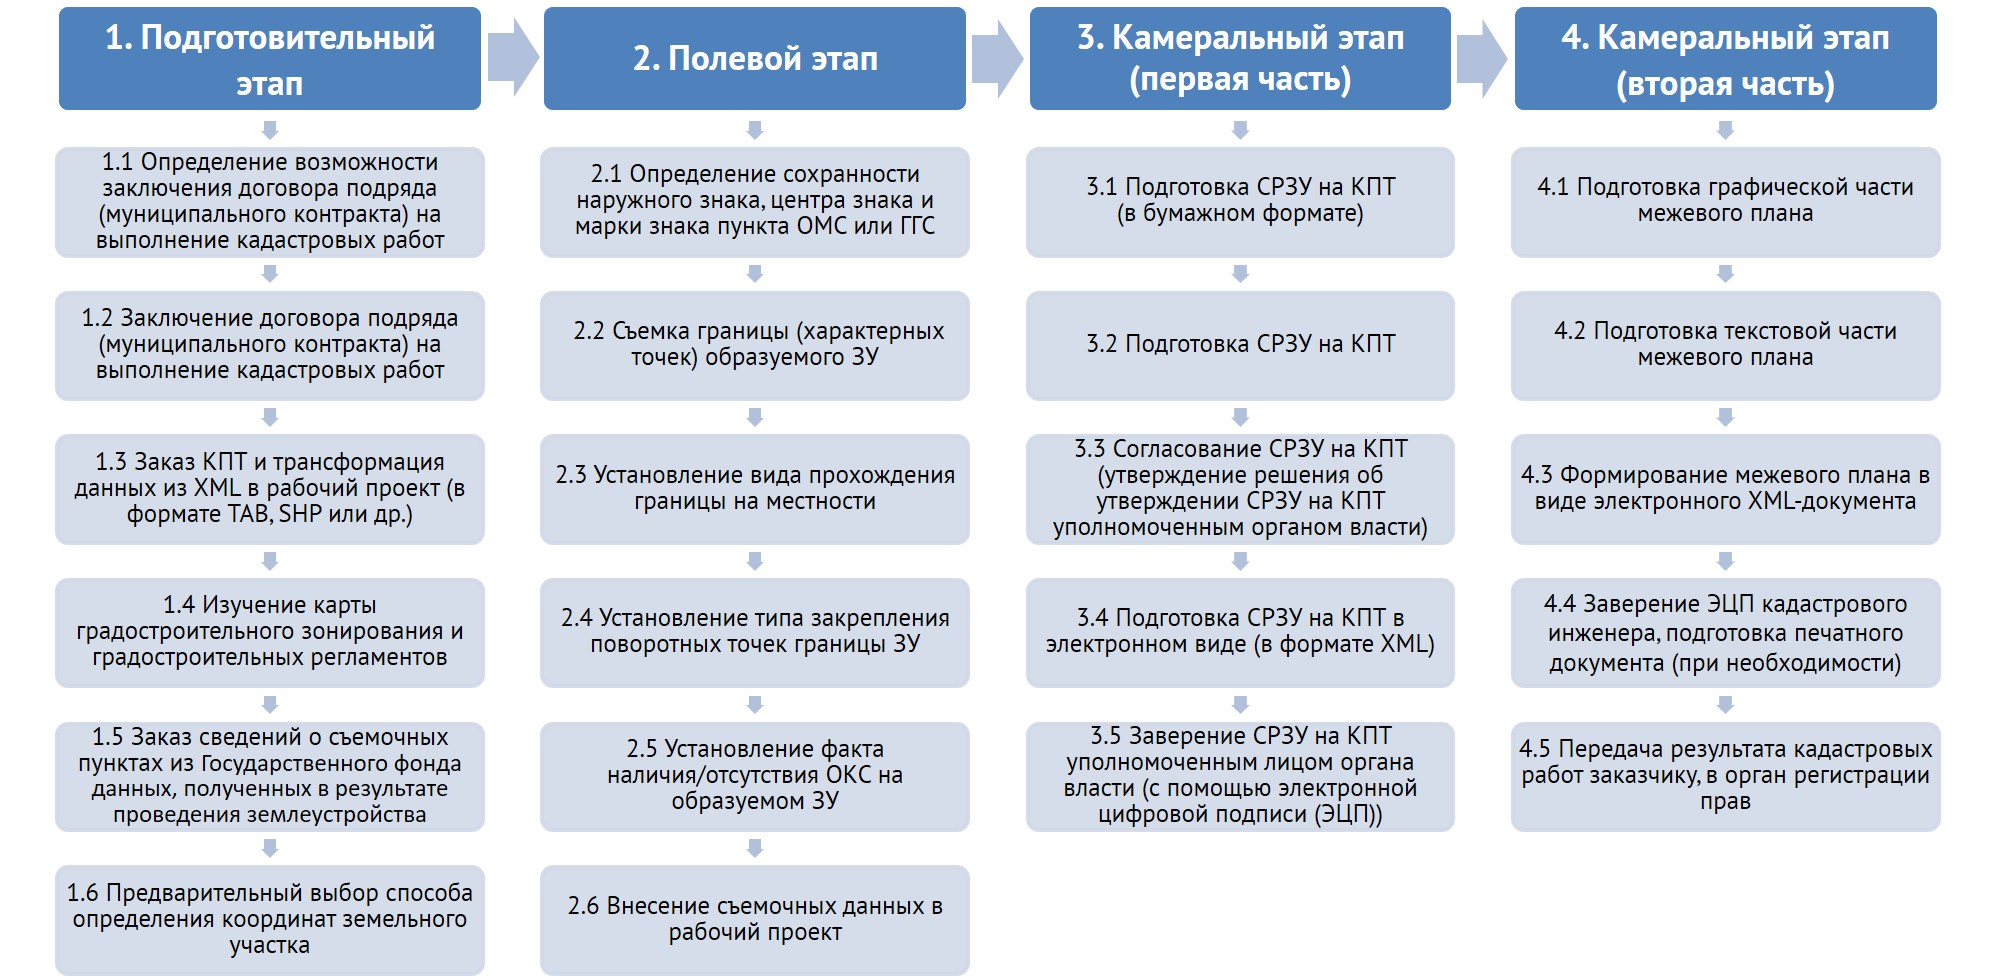 1. Подготовительный
этап
1.1 Определение возможности
заключения договора подряда
(муниципального контракта) на
выполнение кадастровых работ
1.2 Заключение договора подряда
(муниципального контракта) на
выполнение кадастровых работ
1.3 Заказ КПТ и трансформация
данных из XML в рабочий проект (в
формате TAB, SHP или др.)
1.4 Изучение карты
градостроительного зонирования и
градостроительных регламентов
1.5 Заказ сведений о съемочных
пунктах из Государственного фонда
данных, полученных в результате
проведения землеустройства
1.6 Предварительный выбор способа
определения координат земельного
участка
2. Полевой этап
2.1 Определение сохранности
наружного знака, центра знака и
марки знака пункта ОМС или ГГС
2.2 Съемка границы (характерных
точек) образуемого ЗУ
2.3 Установление вида прохождения
границы на местности
2.4 Установление типа закрепления
поворотных точек границы ЗУ
2.5 Установление факта
наличия/отсутствия ОКС на
образуемом ЗУ
2.6 Внесение съемочных данных в
рабочий проект
3. Камеральный этап
(первая часть)
3.1 Подготовка СРЗУ на КПТ
(в бумажном формате)
3.2 Подготовка СРЗУ на КПТ
3.3 Согласование СРЗУ на КПТ
(утверждение решения об
утверждении СРЗУ на КПТ
уполномоченным органом власти)
3.4 Подготовка СРЗУ на КПТ в
электронном виде (в формате XML)
3.5 Заверение СРЗУ на КПТ
уполномоченным лицом органа
власти (с помощью электронной
цифровой подписи (ЭЦП))
4. Камеральный этап
(вторая часть)
4.1 Подготовка графической части
межевого плана
4.2 Подготовка текстовой части
межевого плана
4.3 Формирование межевого плана в
виде электронного XML-документа
4.4 Заверение ЭЦП кадастрового
инженера, подготовка печатного
документа (при необходимости)
4.5 Передача результата кадастровых
работ заказчику, в орган регистрации
прав